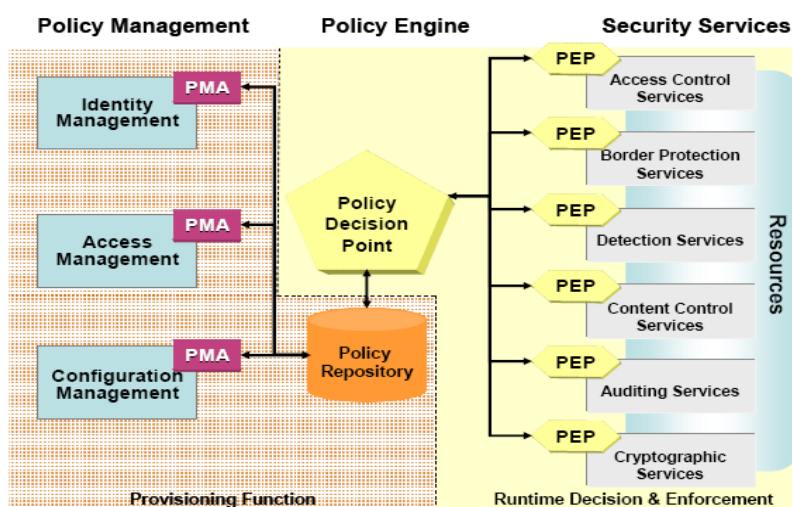 Policy Management
Policy Engine
Security Services
PMA
Identity
Management
PMA
Access
Management
PMA
Configuration
Management
Policy
Decision
Point
Policy
Repository
PEP
Access Control
Services
PEP
Border Protection
Services
PEP
Detection Services
PEP
Content Control
Services
PEP
Auditing Services
PEP
Cryptographic
Services
Resources
Provisioning Function
Runtime Decision & Enforcement